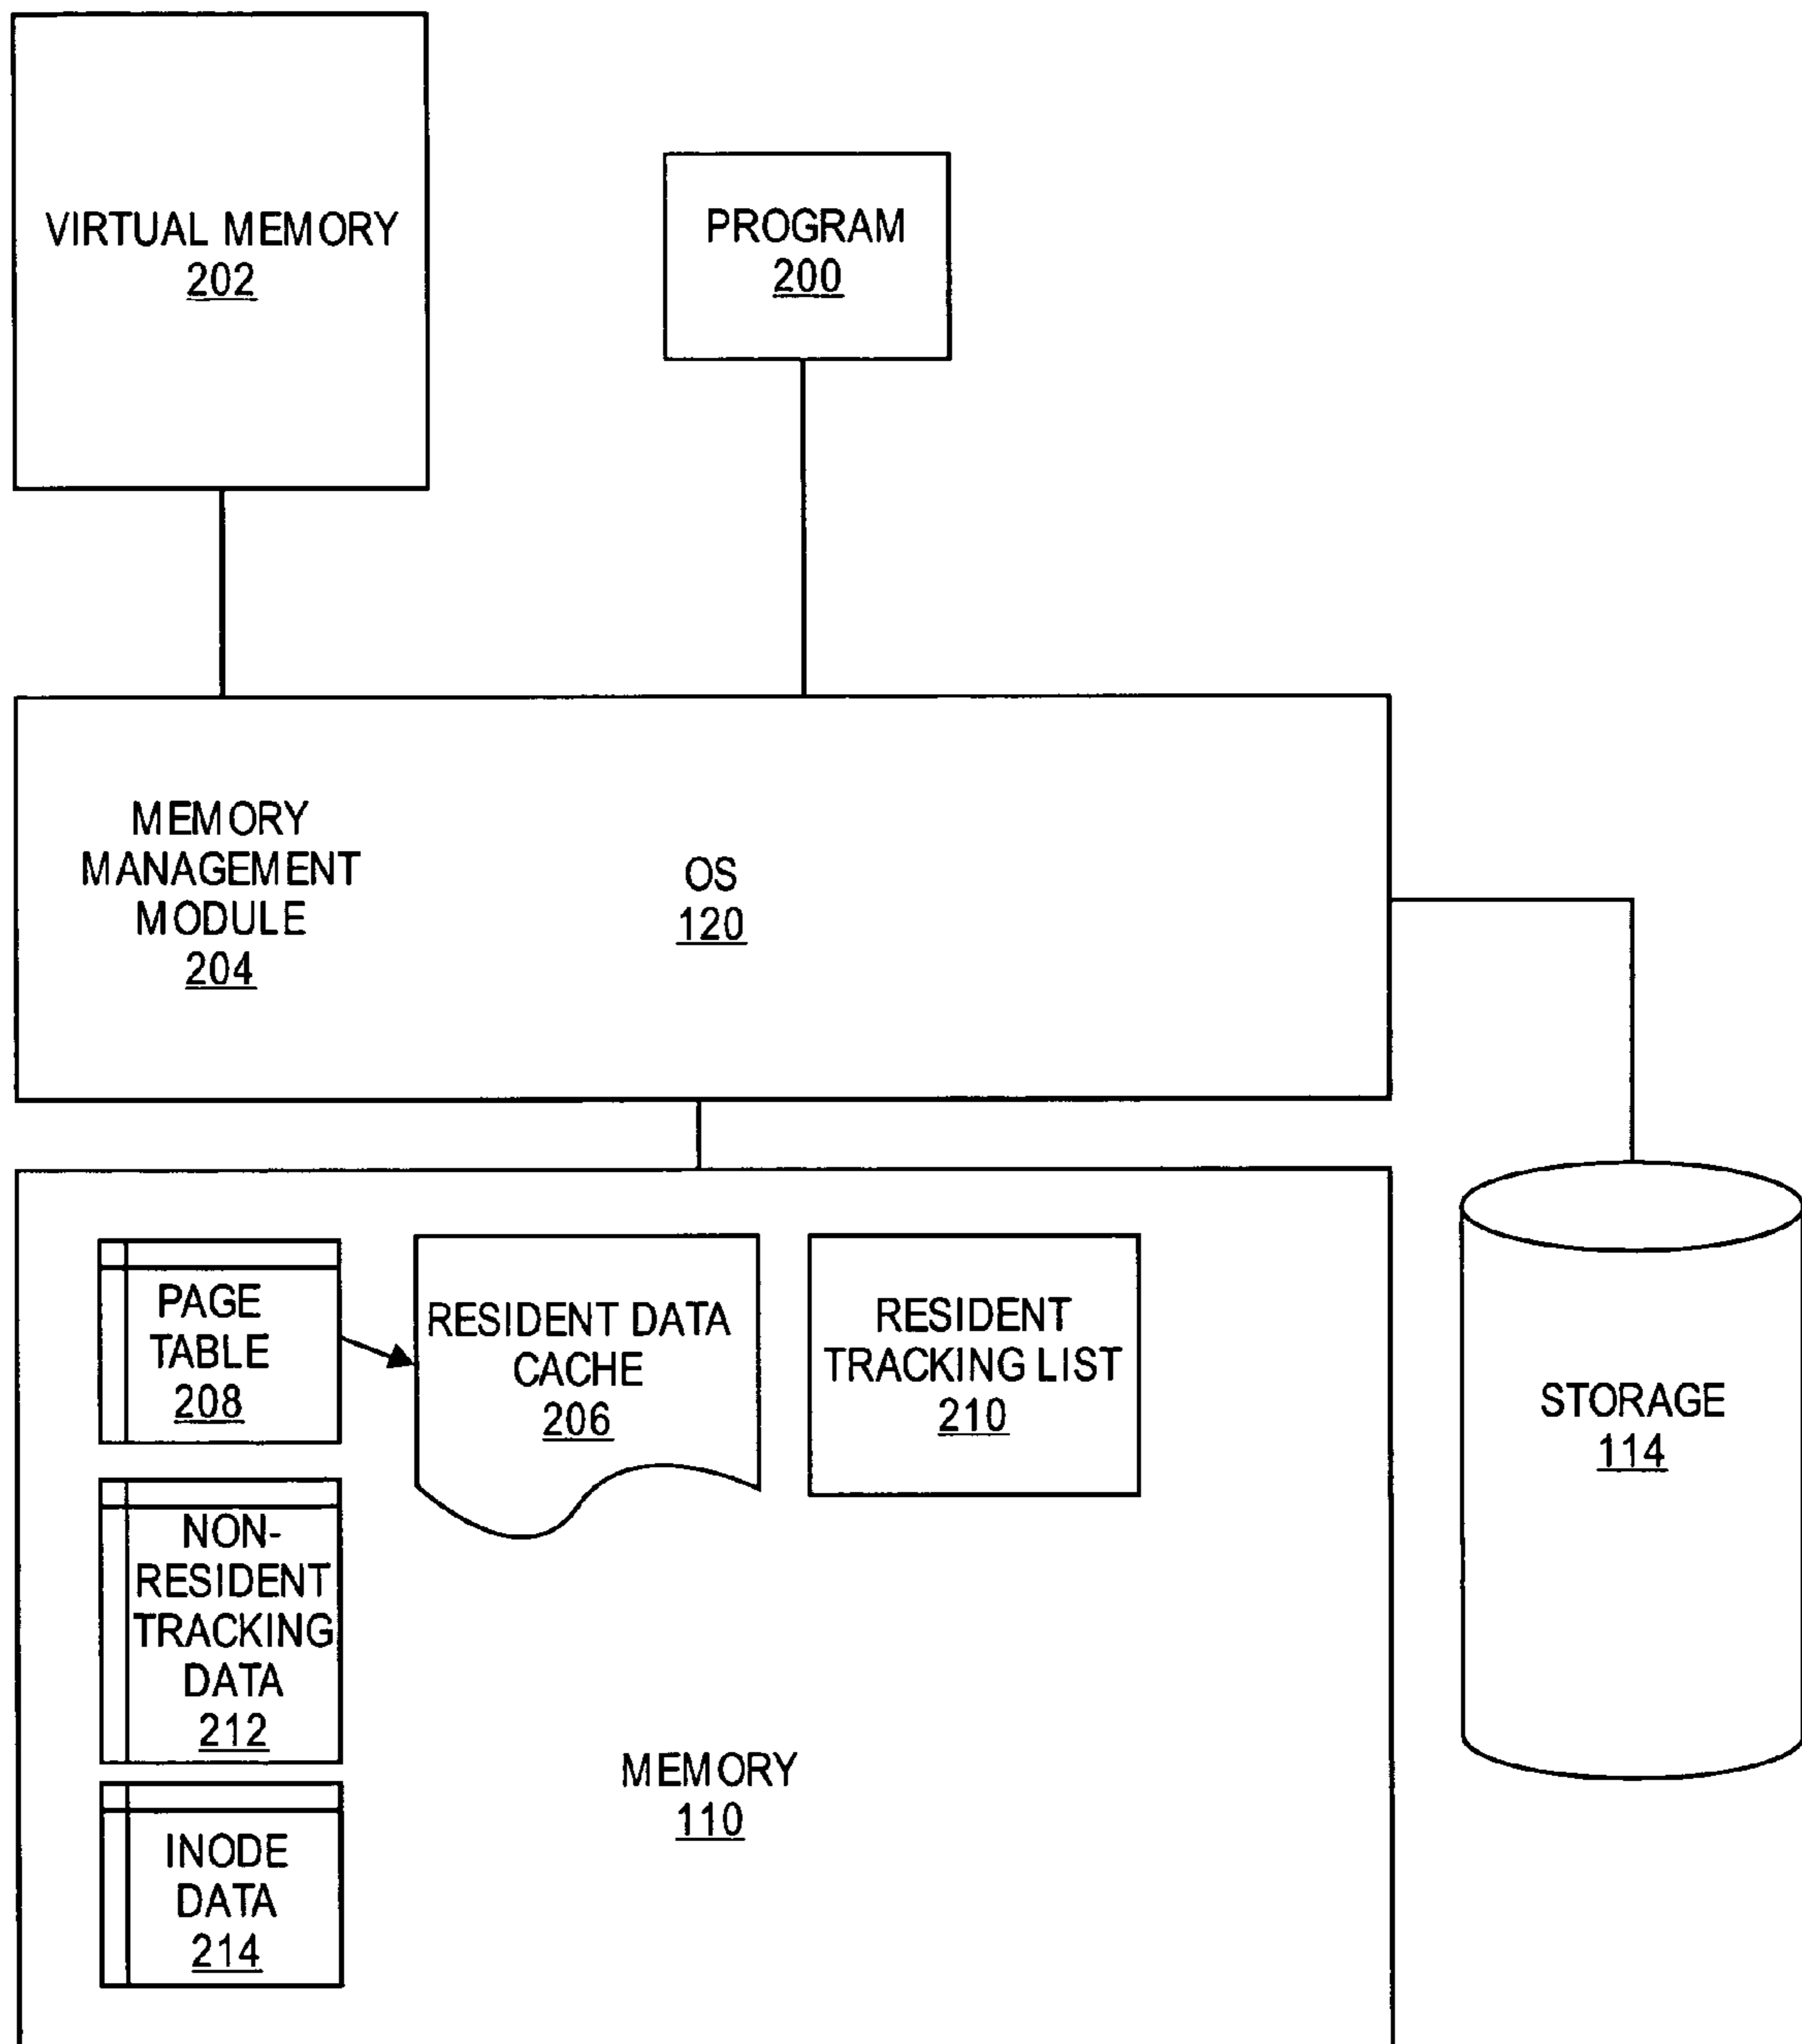 VIRTUAL MEMORY
202
PROGRAM
200
MEMORY
MANAGEMENT
MODULE
204
OS
120
PAGE
TABLE
208
RESIDENT DATA
CACHE
206
RESIDENT
TRACKING LIST
210
STORAGE
114
NON-
RESIDENT
TRACKING
DATA
212
MEMORY
110
INODE
DATA
214